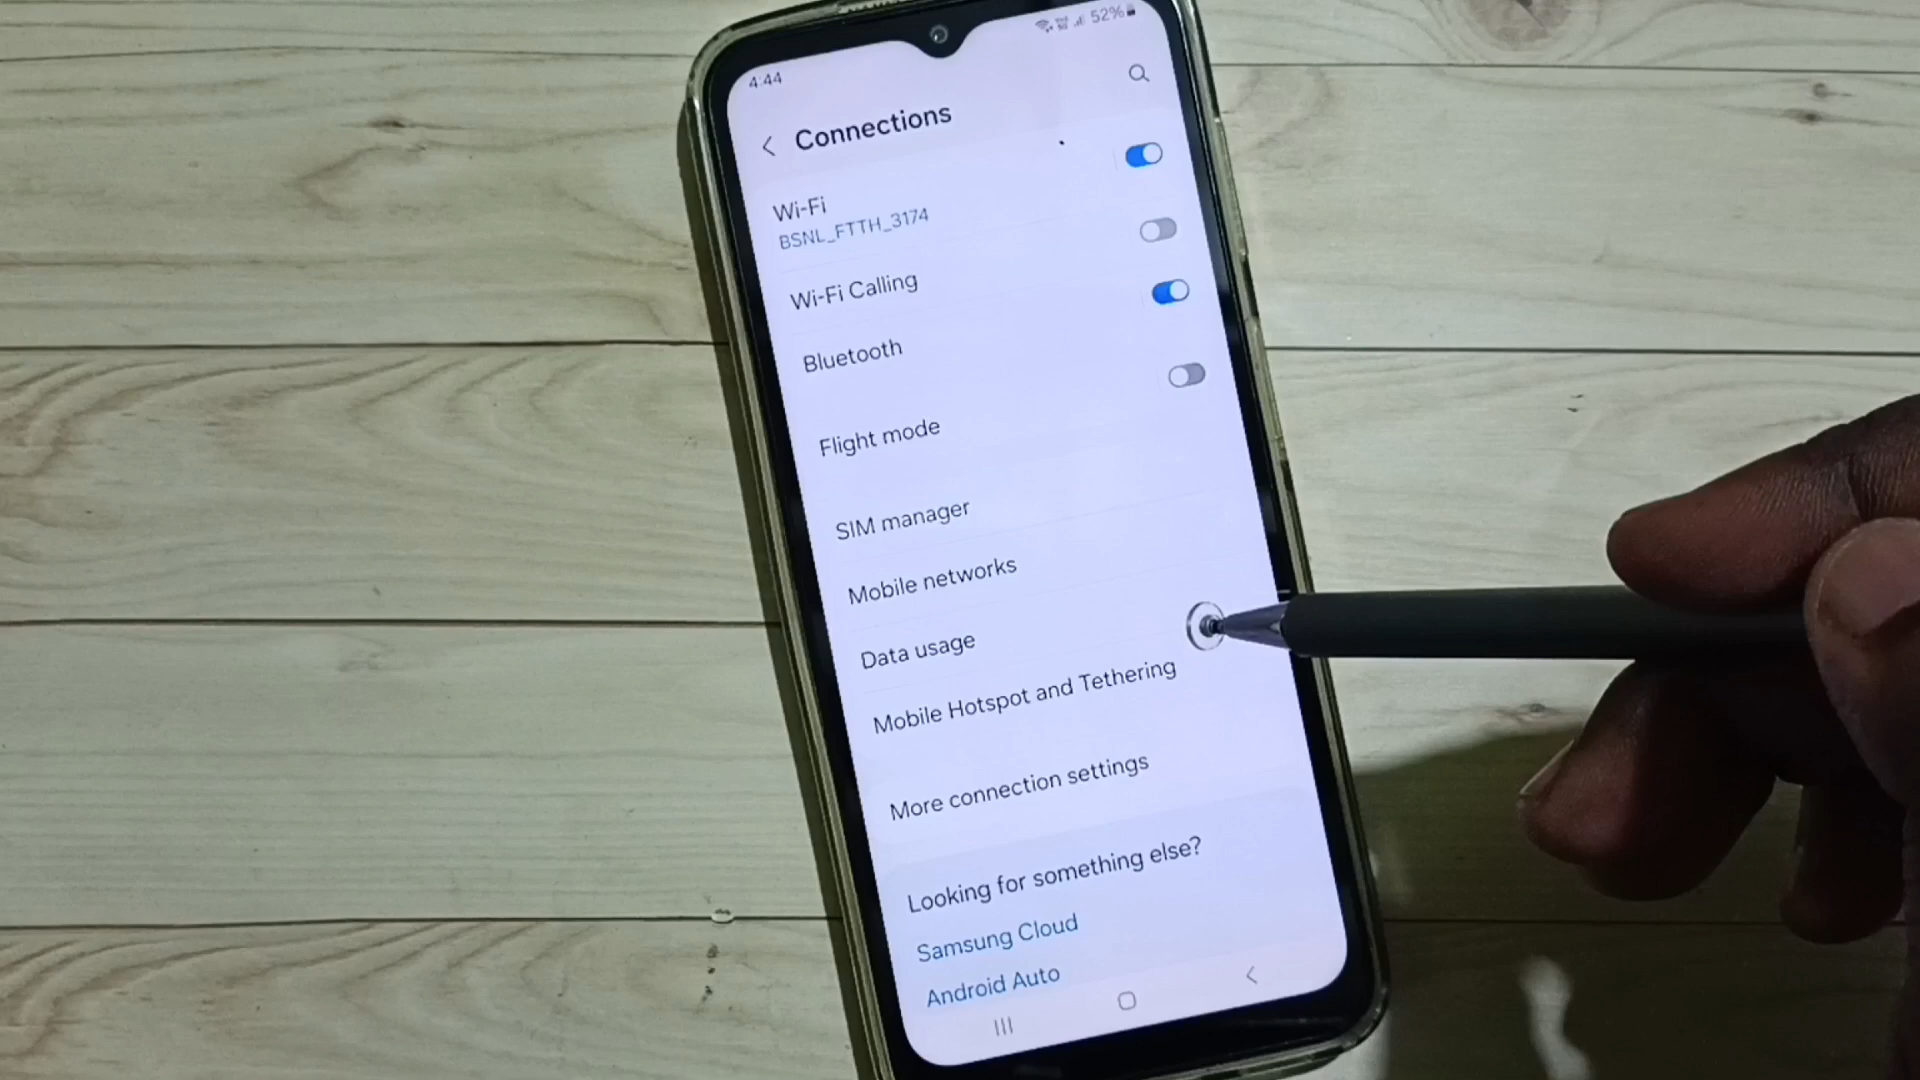 4:44
52%
Connections
Wi-Fi
BSNL_FTTH_3174
Wi-Fi Calling
Bluetooth
Flight mode
SIM manager
Mobile networks
Data usage
Mobile Hotspot and Tethering
More connection settings
Looking for something else?
Samsung Cloud
Android Auto